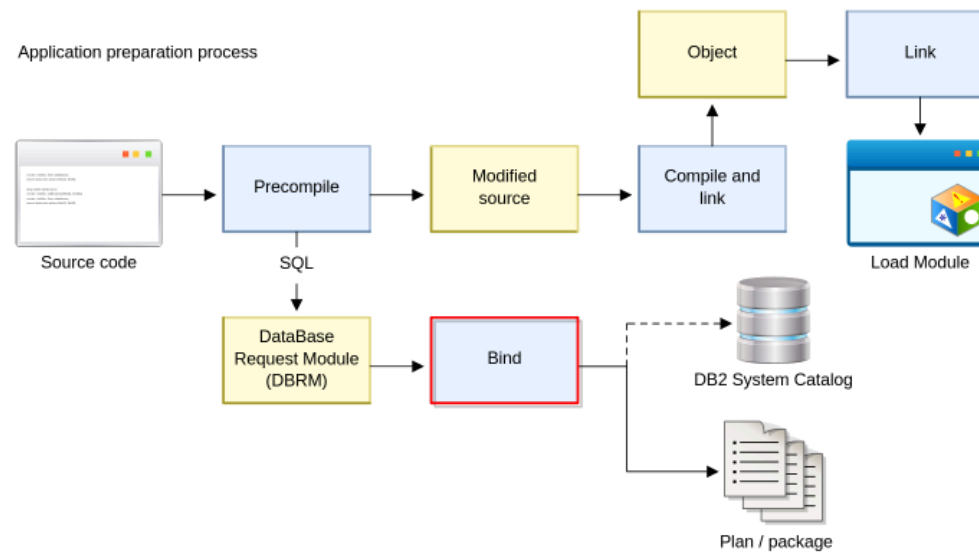 Application preparation process
Object
Link
Precompile
Modified
source
Compile and
link
Source code
SQL
Load Module
DataBase
Request Module
(DBRM)
Bind
DB2 System Catalog
Plan / package